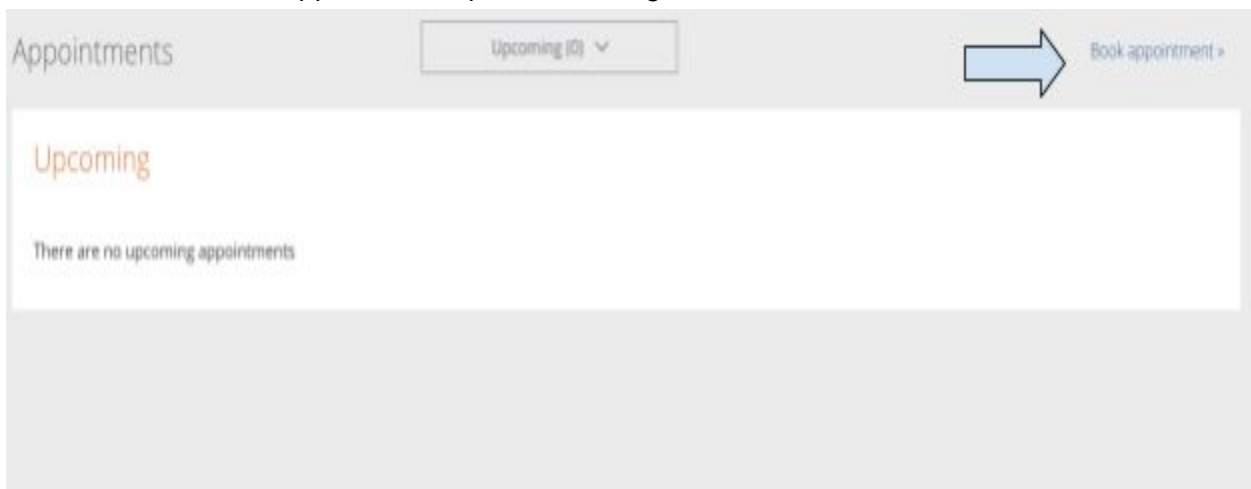 Appointments
Upcoming (0)
Book appointment »
Upcoming
There are no upcoming appointments